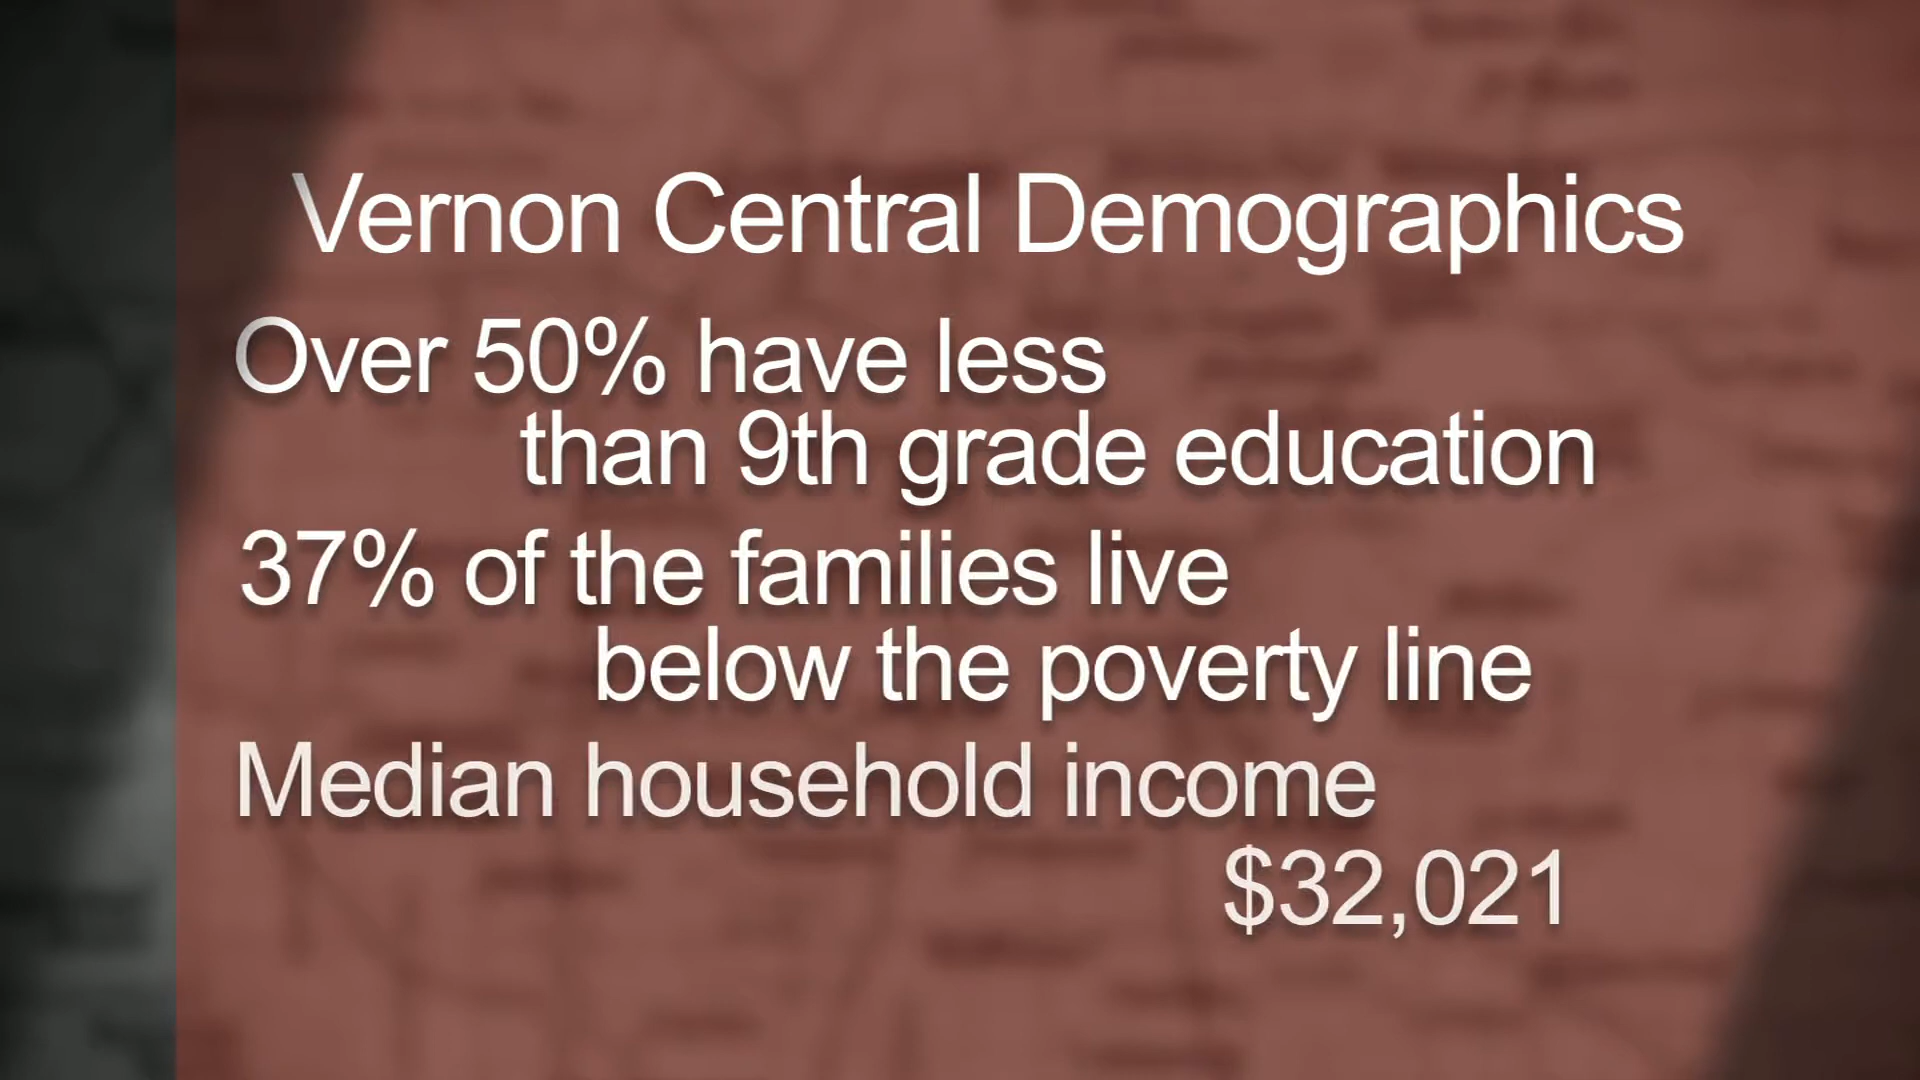 Vernon Central Demographics
Over 50% have less
than 9th grade education
37% of the families live
below the poverty line
Median household income
$32,021